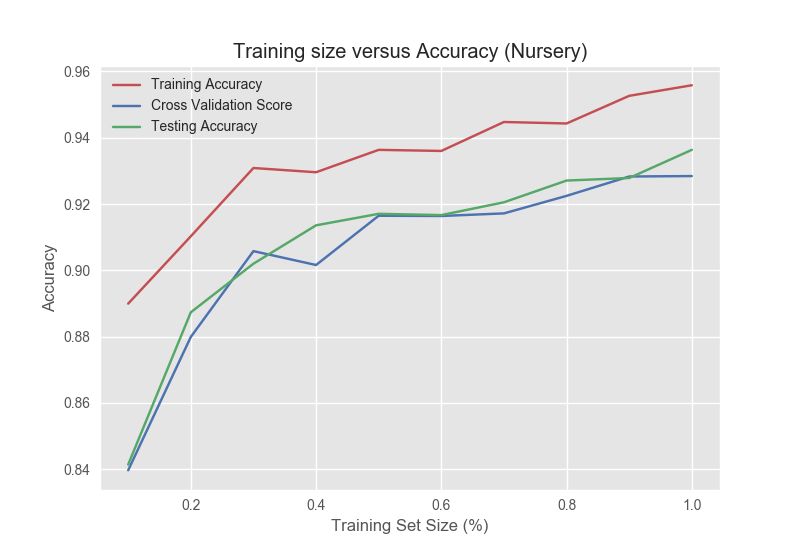 Training size versus Accuracy (Nursery)
0.96
Training Accuracy
Cross Validation Score
Testing Accuracy
0.94
0.92
0.90
0.88
0.86
0.84
Accuracy
0.2 0.4 0.6 0.8 1.0
Training Set Size (%)